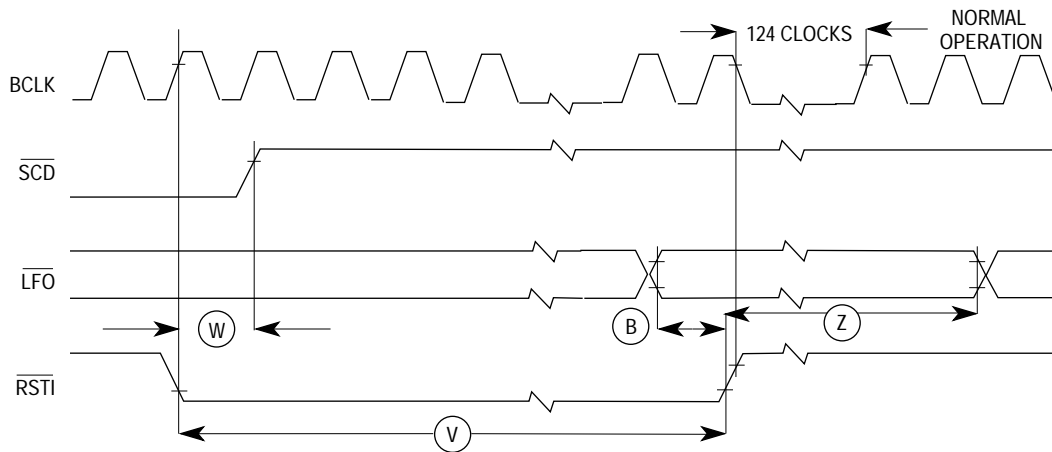 124 CLOCKS
NORMAL
OPERATION
BCLK
SCD
LFO
W
B
Z
RSTI
V